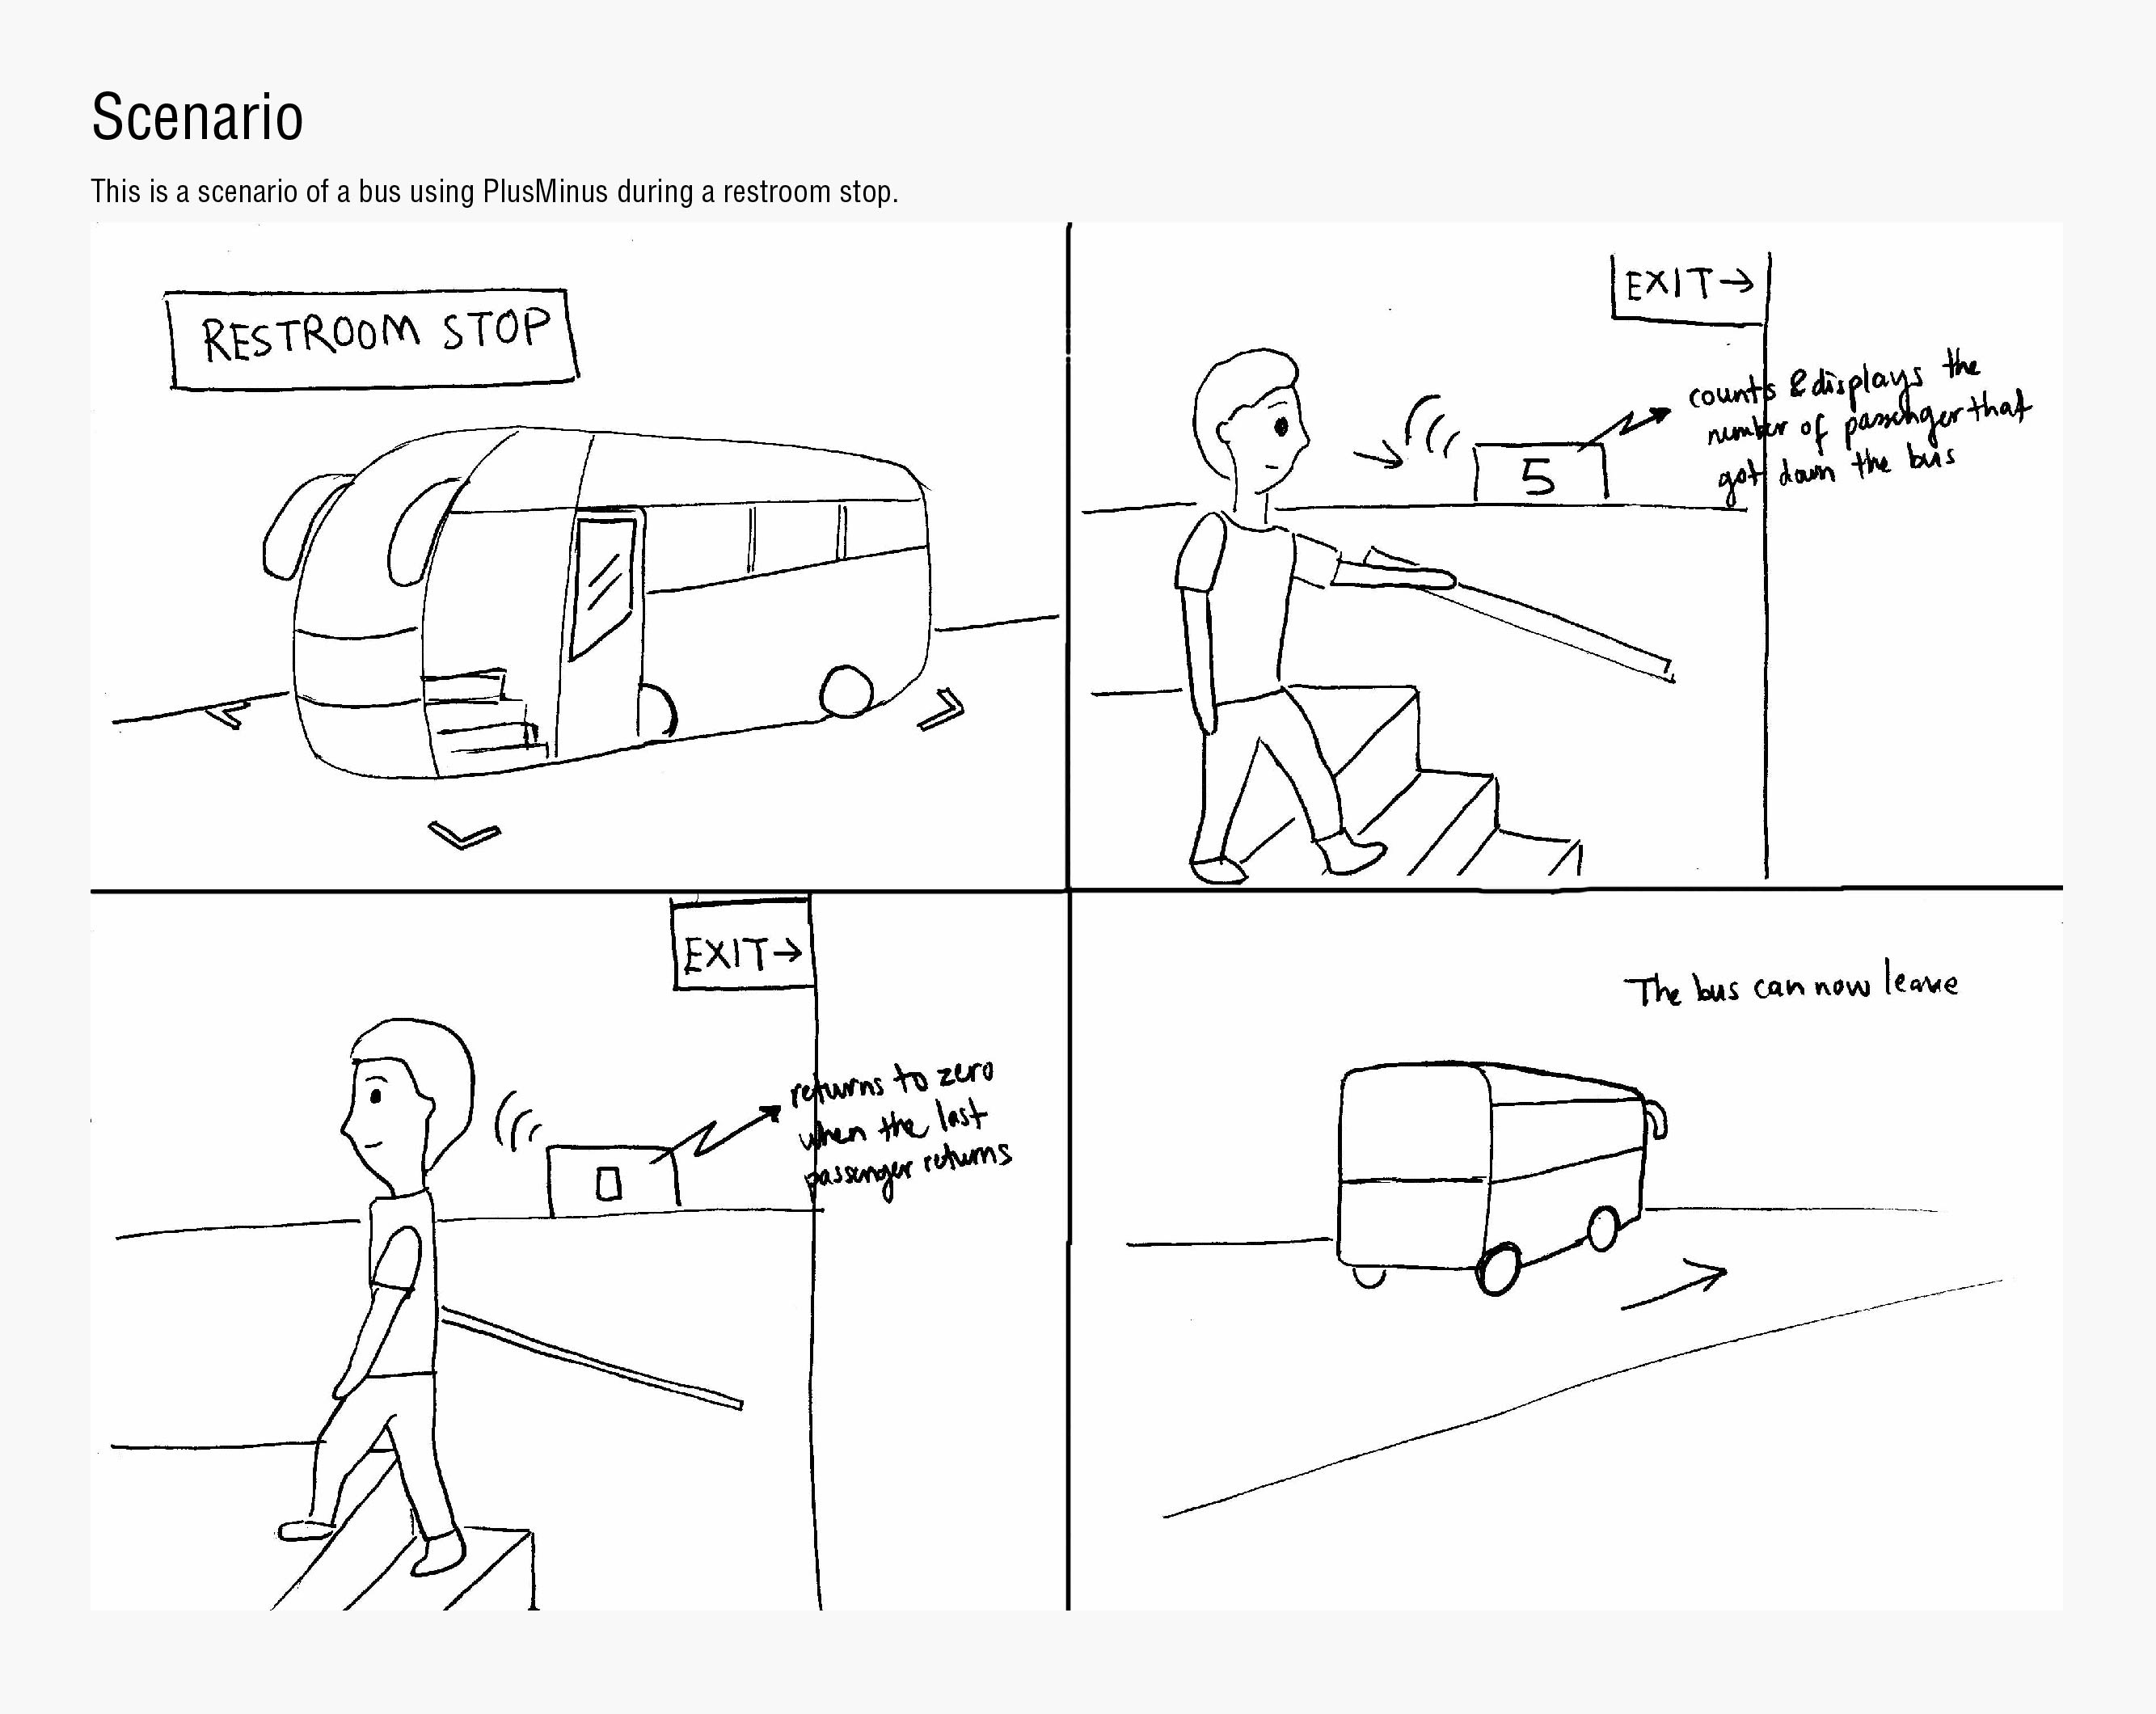 Scenario
This is a scenario of a bus using PlusMinus during a restroom stop.
RESTROOM STOP
EXIT→
counts & displays the
number of passenger that
got down the bus
5
EXIT→
returns to zero
when the last
passenger returns
0
The bus can now leave